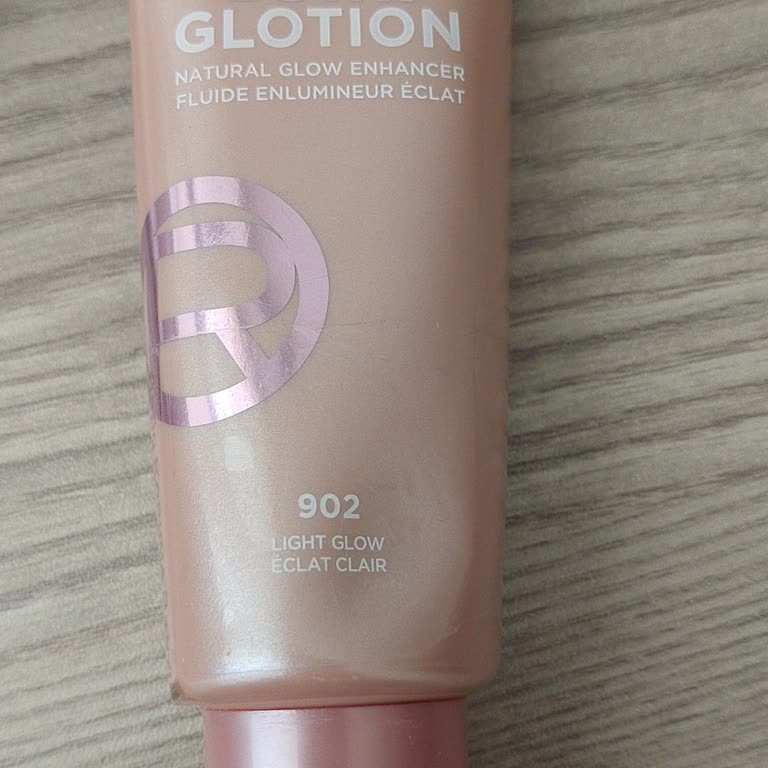 GLOTION
NATURAL GLOW ENHANCER
FLUIDE ENLUMINEUR ÉCLAT
902
LIGHT GLOW
ÉCLAT CLAIR